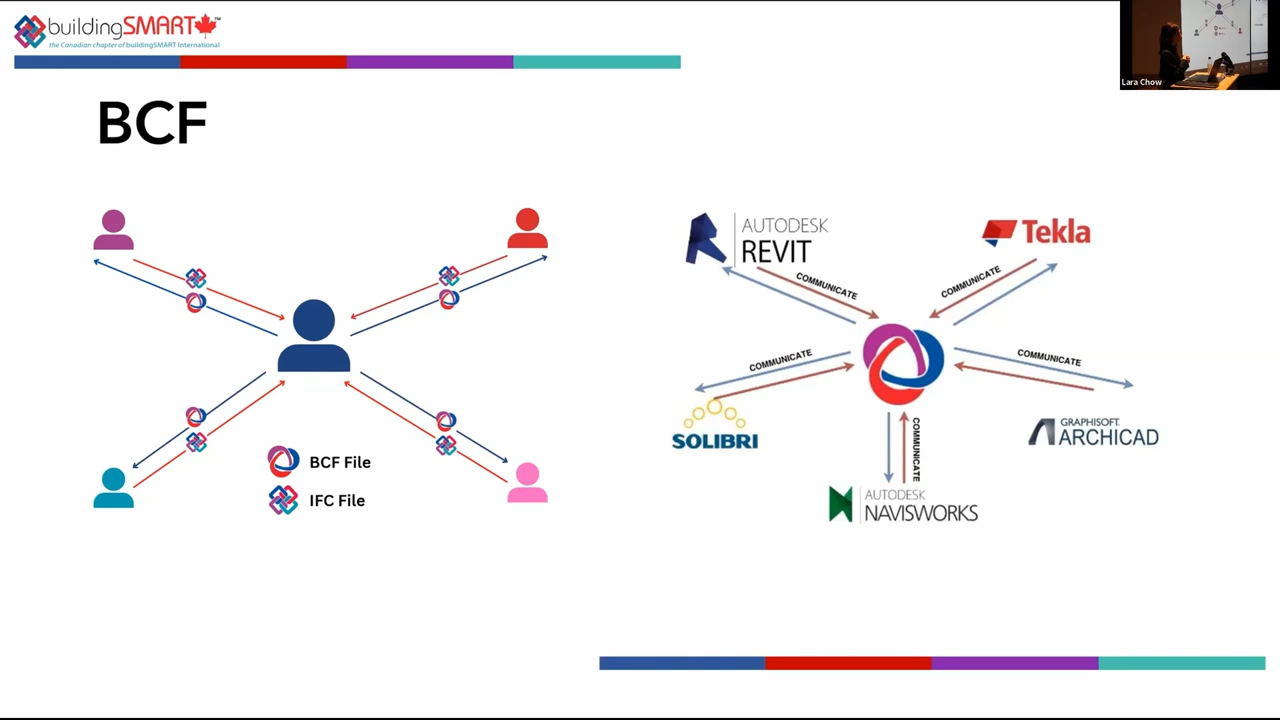 buildingSMART™
the Canadian chapter of buildingSMART International
Lara Chow
BCF
BCF File
IFC File
AUTODESK
REVIT
Tekla
COMMUNICATE
COMMUNICATE
COMMUNICATE
COMMUNICATE
COMMUNICATE
SOLIBRI
GRAPHISOFT.
ARCHICAD
AUTODESK
NAVISWORKS